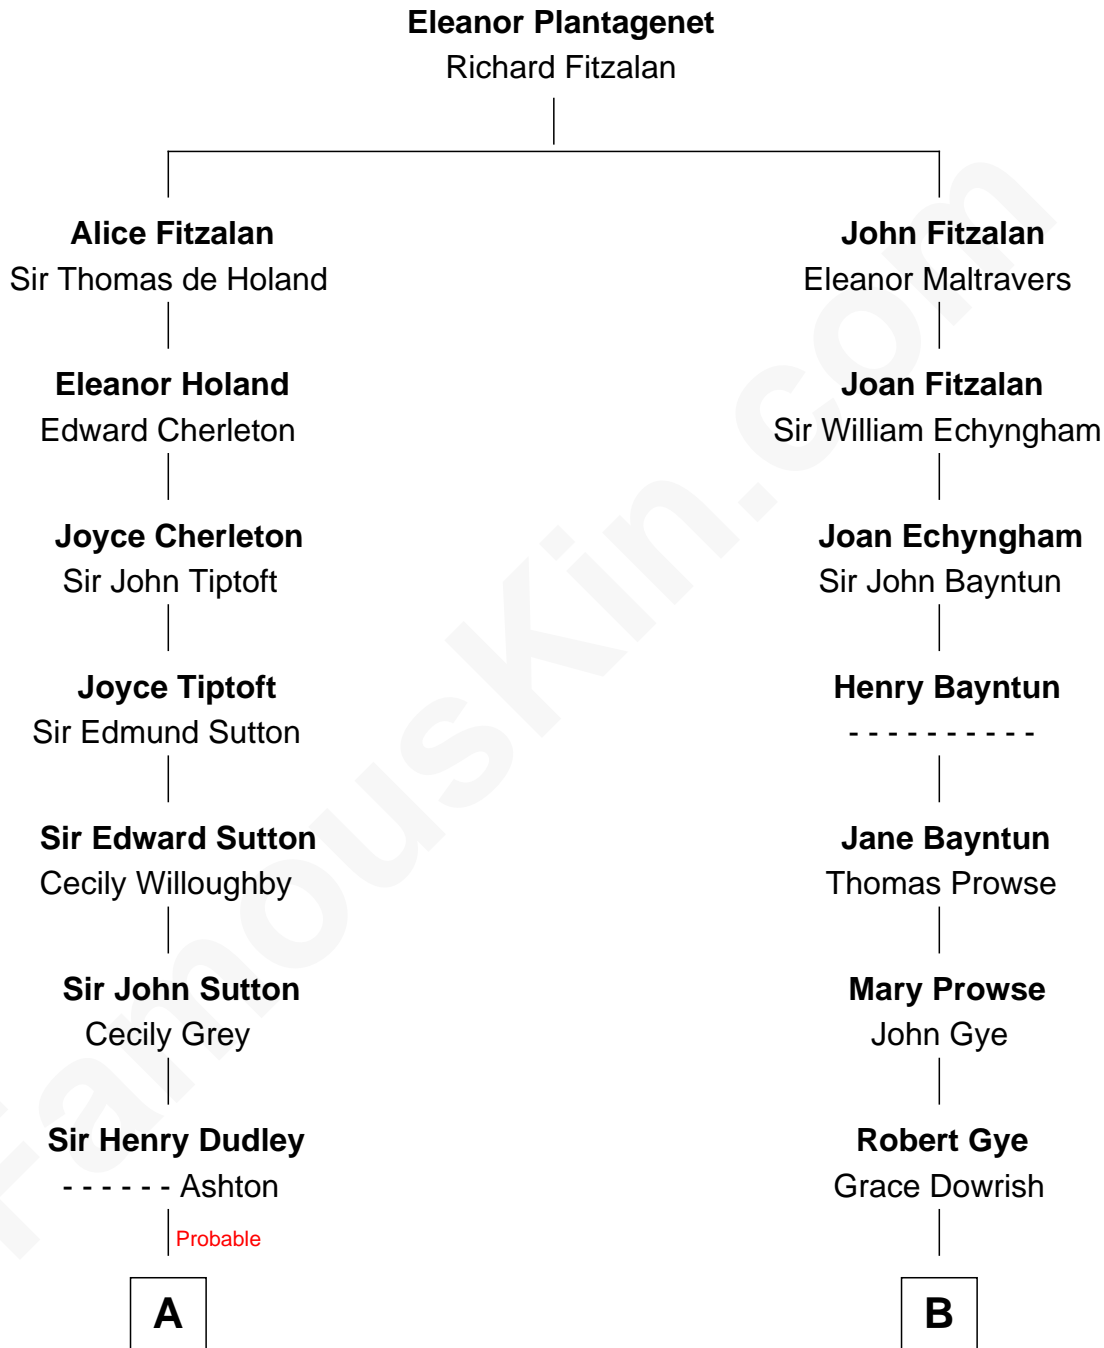 Eleanor Plantagenet
Richard Fitzalan
Alice Fitzalan
Sir Thomas de Holand
Eleanor Holand
Edward Cherleton
Joyce Cherleton
Sir John Tiptoft
Joyce Tiptoft
Sir Edmund Sutton
Sir Edward Sutton
Cecily Willoughby
Sir John Sutton
Cecily Grey
Sir Henry Dudley
- - - - - - Ashton
Probable
A
John Fitzalan
Eleanor Maltravers
Joan Fitzalan
Sir William Echyngham
Joan Echyngham
Sir John Bayntun
Henry Bayntun
- - - - - - - - - -
Jane Bayntun
Thomas Prowse
Mary Prowse
John Gye
Robert Gye
Grace Dowrish
B
FamousKin.com